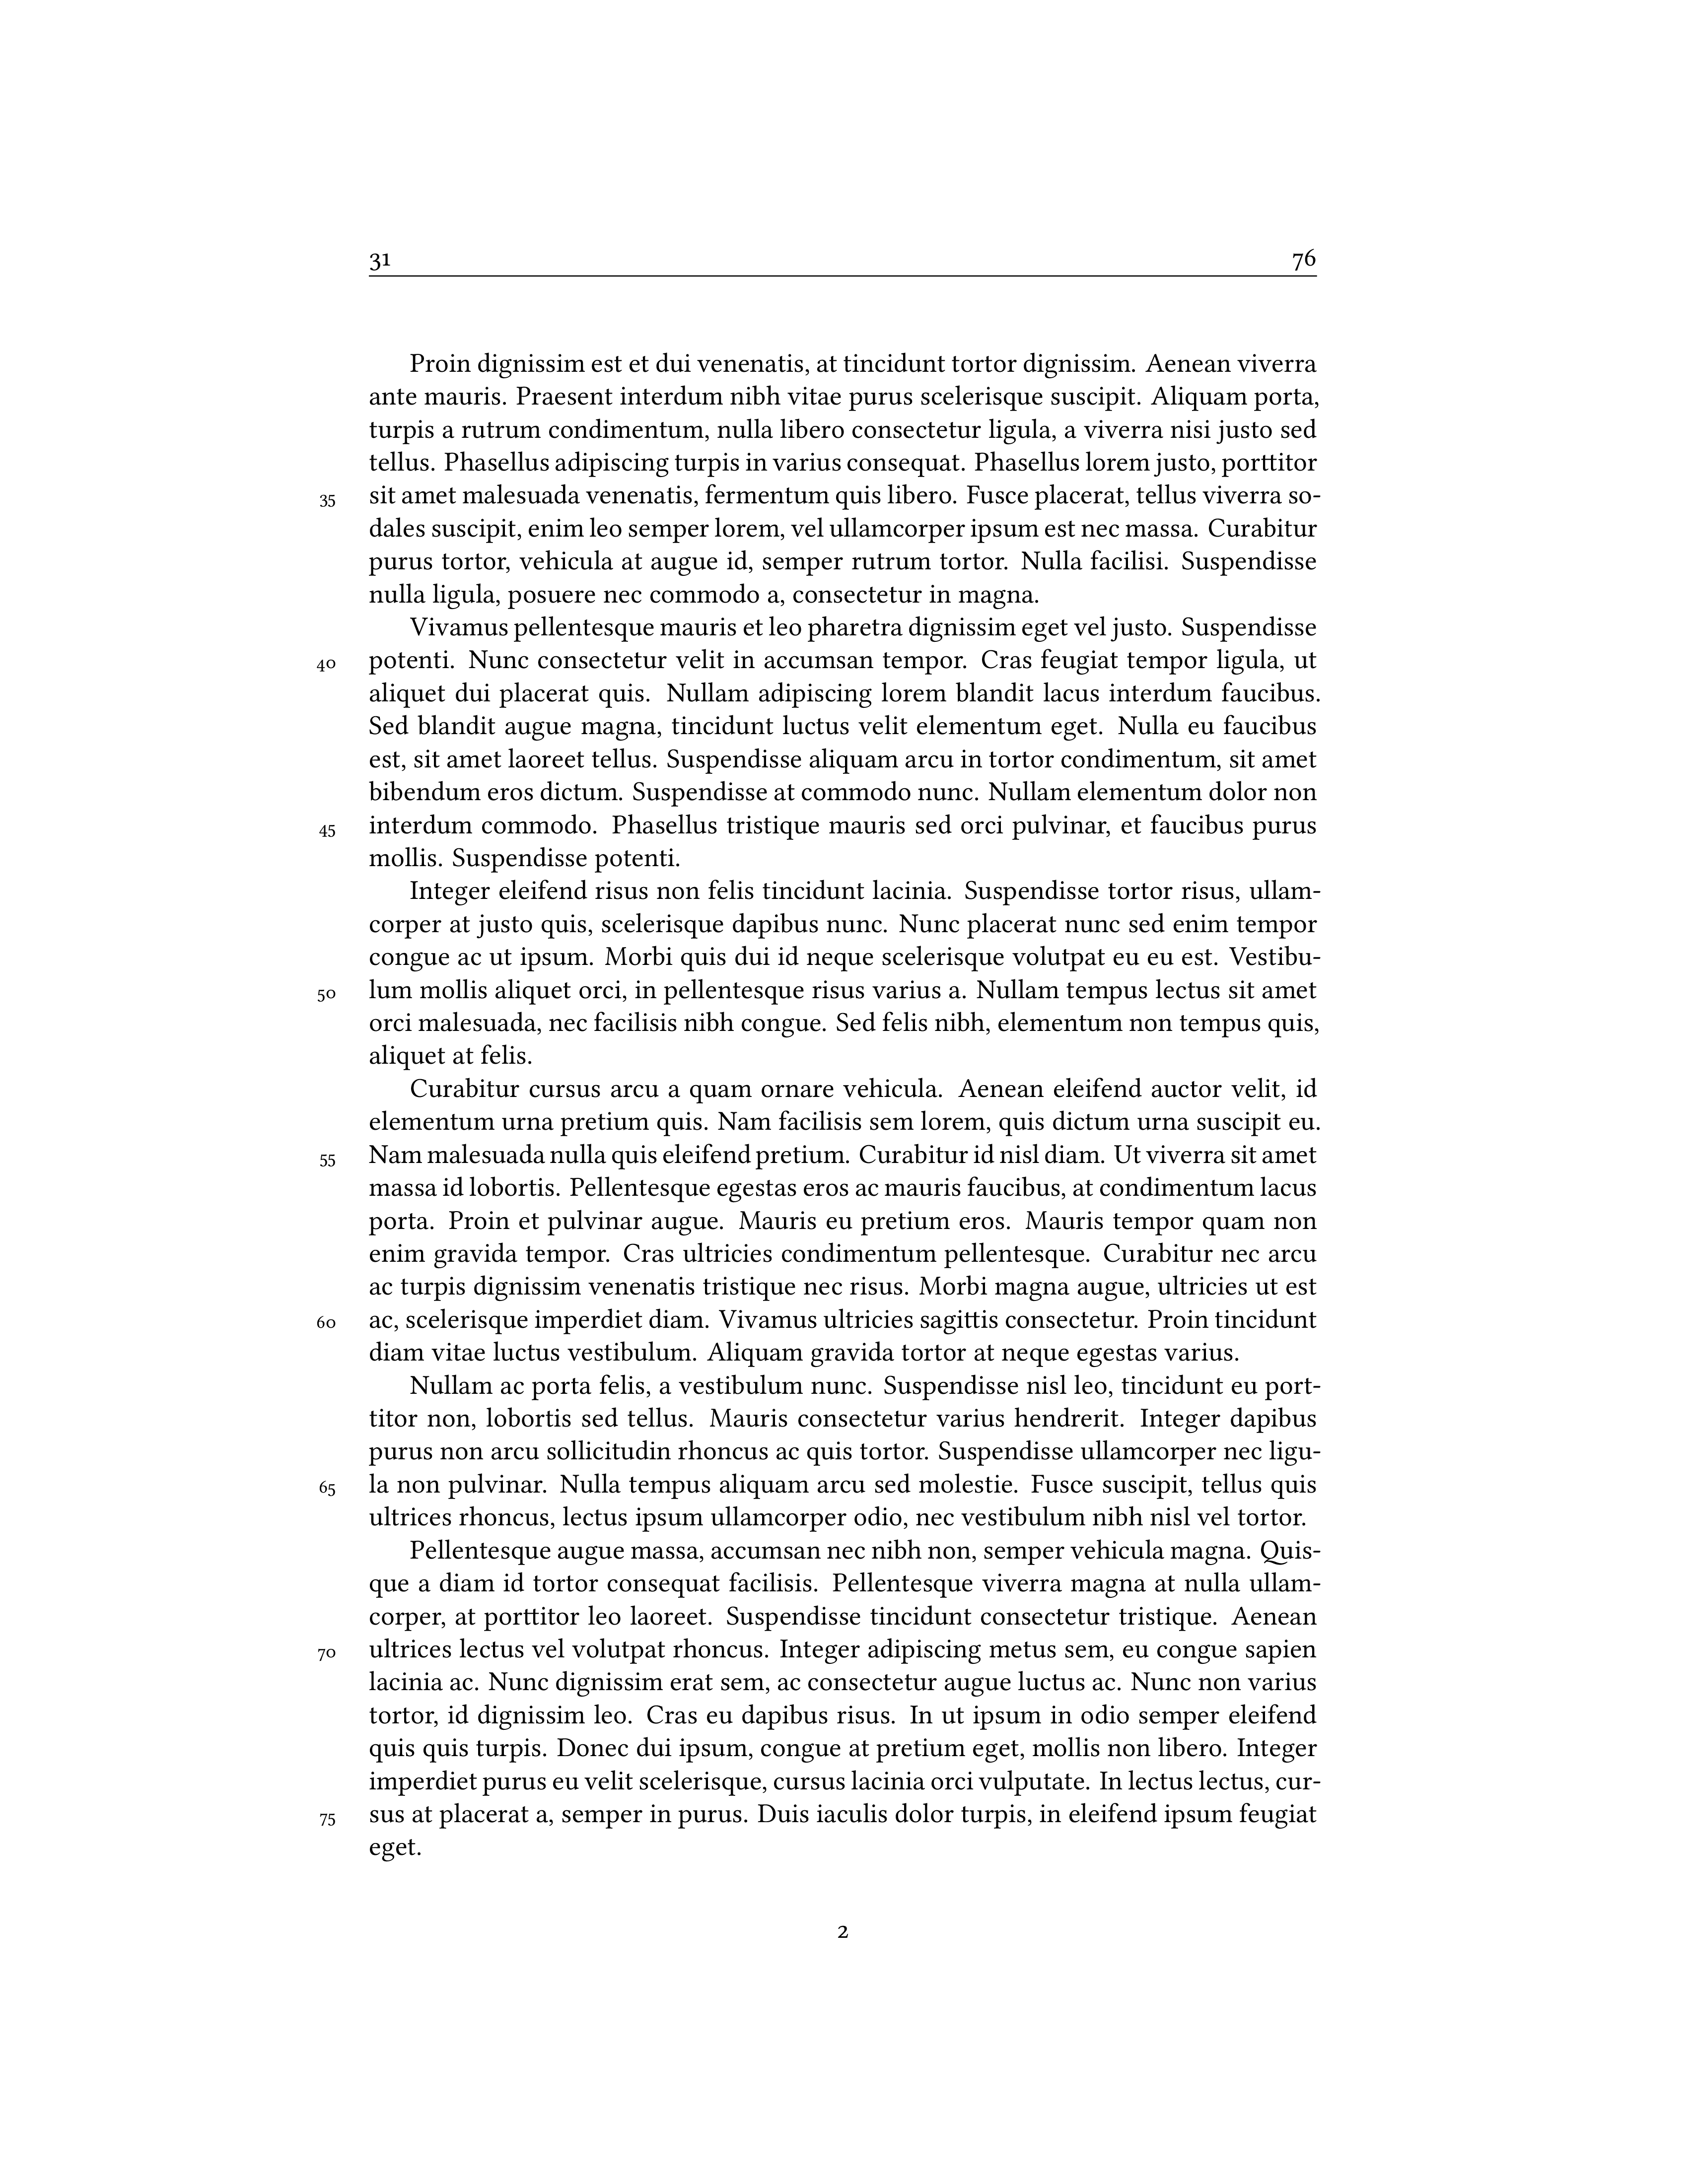 31 76
Proin dignissim est et dui venenatis, at tincidunt tortor dignissim. Aenean viverra
ante mauris. Praesent interdum nibh vitae purus scelerisque suscipit. Aliquam porta,
turpis a rutrum condimentum, nulla libero consectetur ligula, a viverra nisi justo sed
tellus. Phasellus adipiscing turpis in varius consequat. Phasellus lorem justo, porttitor
35 sit amet malesuada venenatis, fermentum quis libero. Fusce placerat, tellus viverra so-
dales suscipit, enim leo semper lorem, vel ullamcorper ipsum est nec massa. Curabitur
purus tortor, vehicula at augue id, semper rutrum tortor. Nulla facilisi. Suspendisse
nulla ligula, posuere nec commodo a, consectetur in magna.
Vivamus pellentesque mauris et leo pharetra dignissim eget vel justo. Suspendisse
40 potenti. Nunc consectetur velit in accumsan tempor. Cras feugiat tempor ligula, ut
aliquet dui placerat quis. Nullam adipiscing lorem blandit lacus interdum faucibus.
Sed blandit augue magna, tincidunt luctus velit elementum eget. Nulla eu faucibus
est, sit amet laoreet tellus. Suspendisse aliquam arcu in tortor condimentum, sit amet
bibendum eros dictum. Suspendisse at commodo nunc. Nullam elementum dolor non
45 interdum commodo. Phasellus tristique mauris sed orci pulvinar, et faucibus purus
mollis. Suspendisse potenti.
Integer eleifend risus non felis tincidunt lacinia. Suspendisse tortor risus, ullam-
corper at justo quis, scelerisque dapibus nunc. Nunc placerat nunc sed enim tempor
congue ac ut ipsum. Morbi quis dui id neque scelerisque volutpat eu eu est. Vestibu-
50 lum mollis aliquet orci, in pellentesque risus varius a. Nullam tempus lectus sit amet
orci malesuada, nec facilisis nibh congue. Sed felis nibh, elementum non tempus quis,
aliquet at felis.
Curabitur cursus arcu a quam ornare vehicula. Aenean eleifend auctor velit, id
elementum urna pretium quis. Nam facilisis sem lorem, quis dictum urna suscipit eu.
55 Nam malesuada nulla quis eleifend pretium. Curabitur id nisl diam. Ut viverra sit amet
massa id lobortis. Pellentesque egestas eros ac mauris faucibus, at condimentum lacus
porta. Proin et pulvinar augue. Mauris eu pretium eros. Mauris tempor quam non
enim gravida tempor. Cras ultricies condimentum pellentesque. Curabitur nec arcu
ac turpis dignissim venenatis tristique nec risus. Morbi magna augue, ultricies ut est
60 ac, scelerisque imperdiet diam. Vivamus ultricies sagittis consectetur. Proin tincidunt
diam vitae luctus vestibulum. Aliquam gravida tortor at neque egestas varius.
Nullam ac porta felis, a vestibulum nunc. Suspendisse nisl leo, tincidunt eu port-
titor non, lobortis sed tellus. Mauris consectetur varius hendrerit. Integer dapibus
purus non arcu sollicitudin rhoncus ac quis tortor. Suspendisse ullamcorper nec ligu-
65 la non pulvinar. Nulla tempus aliquam arcu sed molestie. Fusce suscipit, tellus quis
ultrices rhoncus, lectus ipsum ullamcorper odio, nec vestibulum nibh nisl vel tortor.
Pellentesque augue massa, accumsan nec nibh non, semper vehicula magna. Quis-
que a diam id tortor consequat facilisis. Pellentesque viverra magna at nulla ullam-
corper, at porttitor leo laoreet. Suspendisse tincidunt consectetur tristique. Aenean
70 ultrices lectus vel volutpat rhoncus. Integer adipiscing metus sem, eu congue sapien
lacinia ac. Nunc dignissim erat sem, ac consectetur augue luctus ac. Nunc non varius
tortor, id dignissim leo. Cras eu dapibus risus. In ut ipsum in odio semper eleifend
quis quis turpis. Donec dui ipsum, congue at pretium eget, mollis non libero. Integer
imperdiet purus eu velit scelerisque, cursus lacinia orci vulputate. In lectus lectus, cur-
75 sus at placerat a, semper in purus. Duis iaculis dolor turpis, in eleifend ipsum feugiat
eget.
2